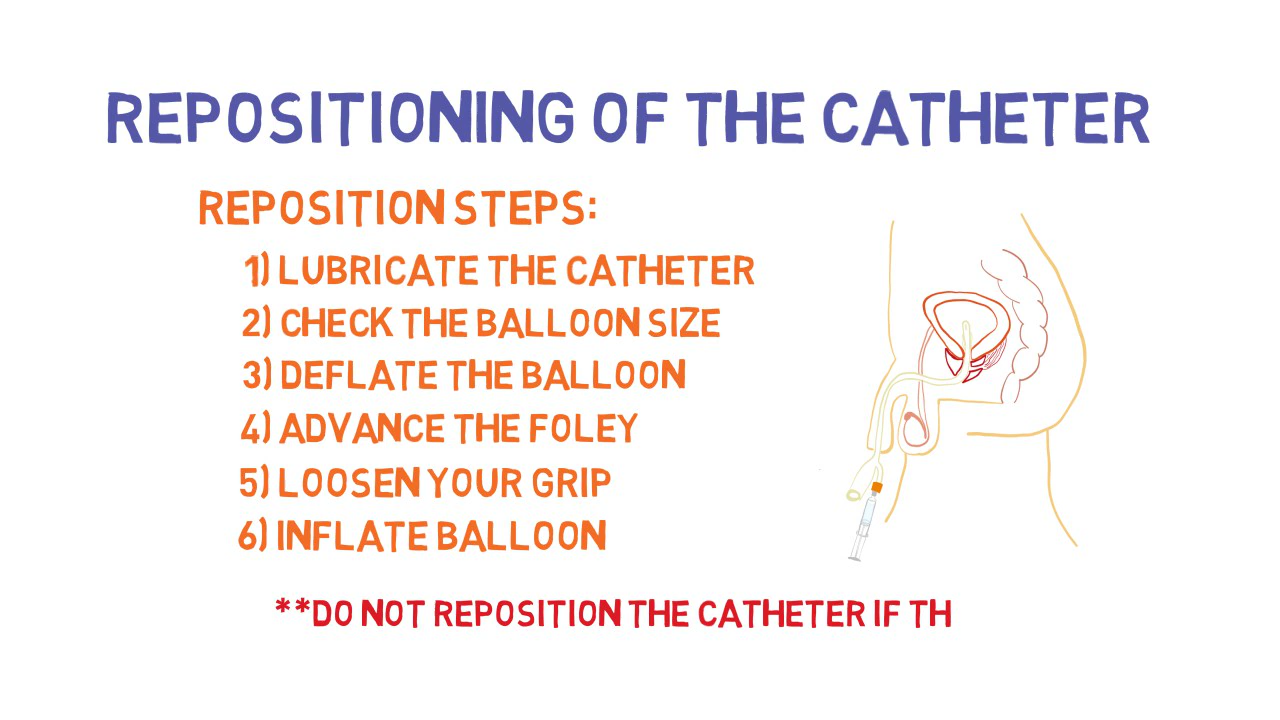 REPOSITIONING OF THE CATHETER
REPOSITION STEPS:
1) LUBRICATE THE CATHETER
2) CHECK THE BALLOON SIZE
3) DEFLATE THE BALLOON
4) ADVANCE THE FOLEY
5) LOOSEN YOUR GRIP
6) INFLATE BALLOON
**DO NOT REPOSITION THE CATHETER IF TH